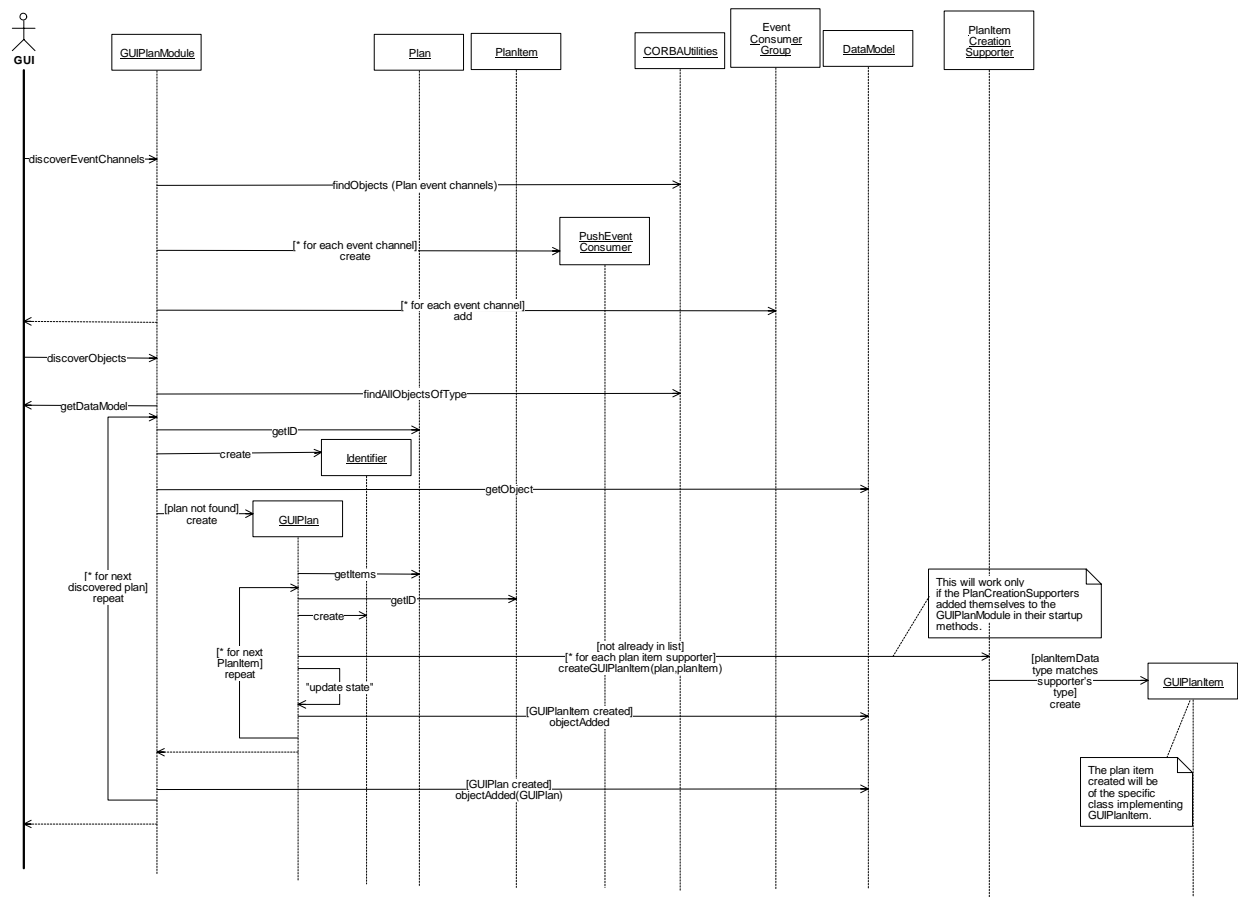 GUI
GUIPlanModule
Plan
PlanItem
CORBAUtilities
Event
Consumer
Group
DataModel
PlanItem
Creation
Supporter
discoverEventChannels
findObjects (Plan event channels)
[* for each event channel]
create
PushEvent
Consumer
[* for each event channel]
add
discoverObjects
findAllObjectsOfType
getDataModel
getID
create
Identifier
getObject
[plan not found]
create
GUIPlan
[* for next
discovered plan]
repeat
getItems
getID
create
[* for next
PlanItem]
repeat
This will work only
if the PlanCreationSupporters
added themselves to the
GUIPlanModule in their startup
methods.
[not already in list]
[* for each plan item supporter]
createGUIPlanItem(plan,planItem)
"update state"
[planItemData
type matches
supporter's
type]
create
GUIPlanItem
[GUIPlanItem created]
objectAdded
The plan item
created will be
of the specific
class implementing
GUIPlanItem.
[GUIPlan created]
objectAdded(GUIPlan)